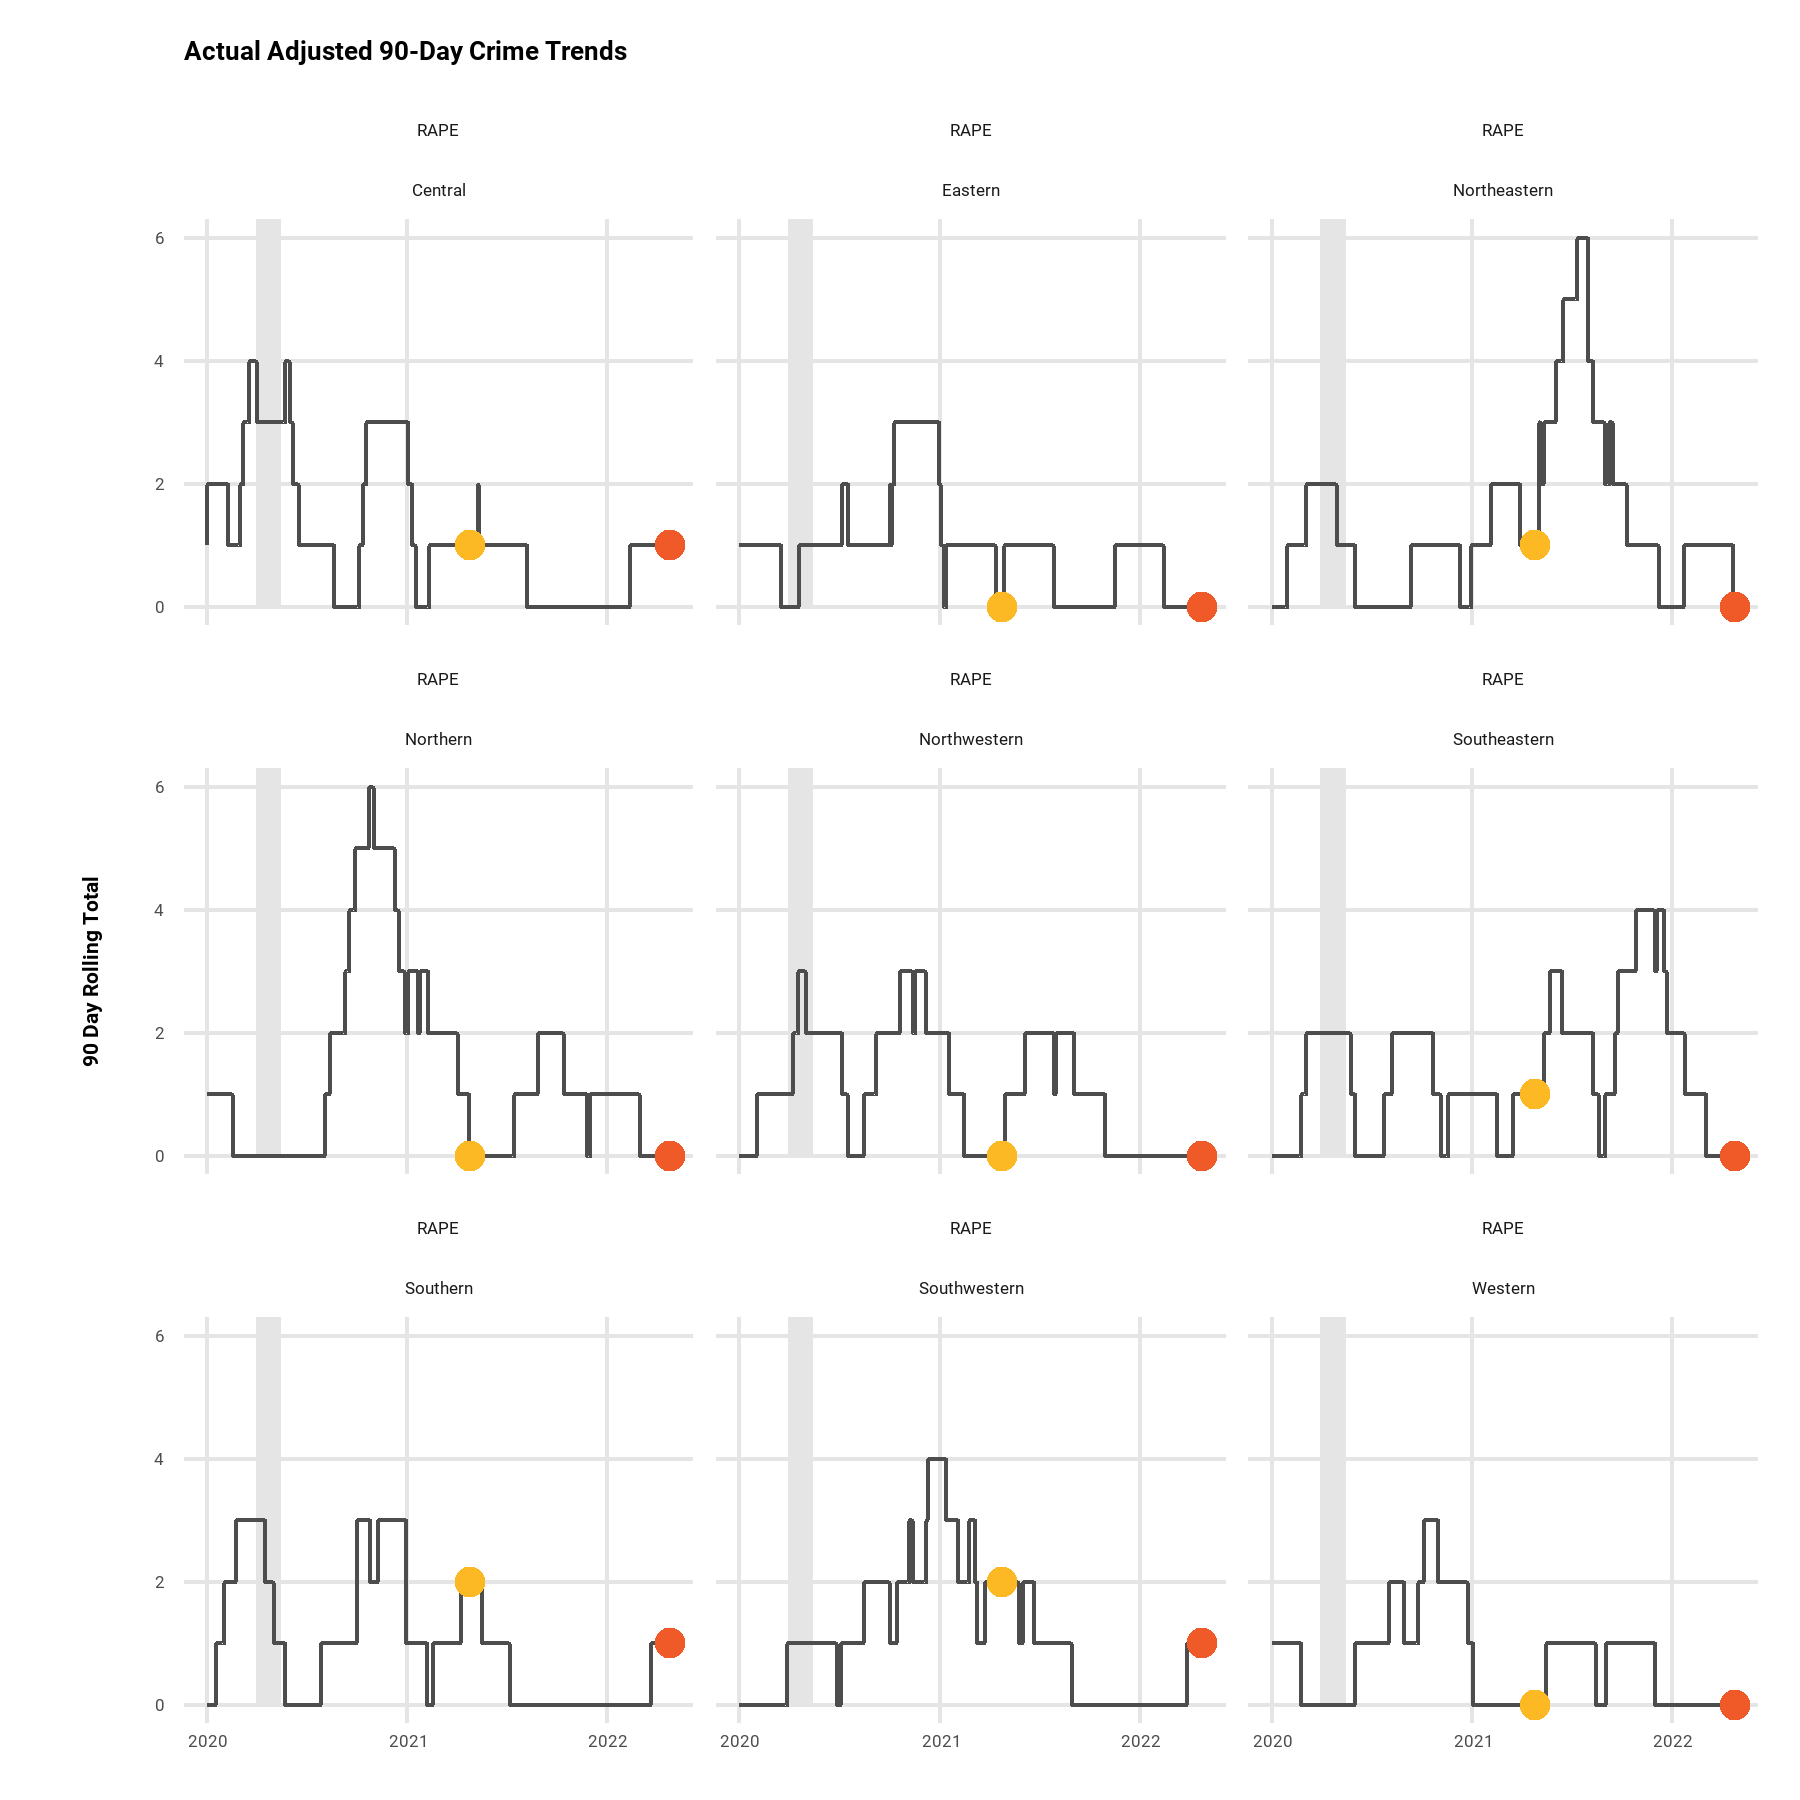 Actual Adjusted 90-Day Crime Trends
RAPE
RAPE
RAPE
Central
Eastern
Northeastern
6
4
2
0
RAPE
RAPE
RAPE
Northern
Northwestern
Southeastern
6
4
2
0
90 Day Rolling Total
RAPE
RAPE
RAPE
Southern
Southwestern
Western
6
4
2
0
2020
2021
2022
2020
2021
2022
2020
2021
2022